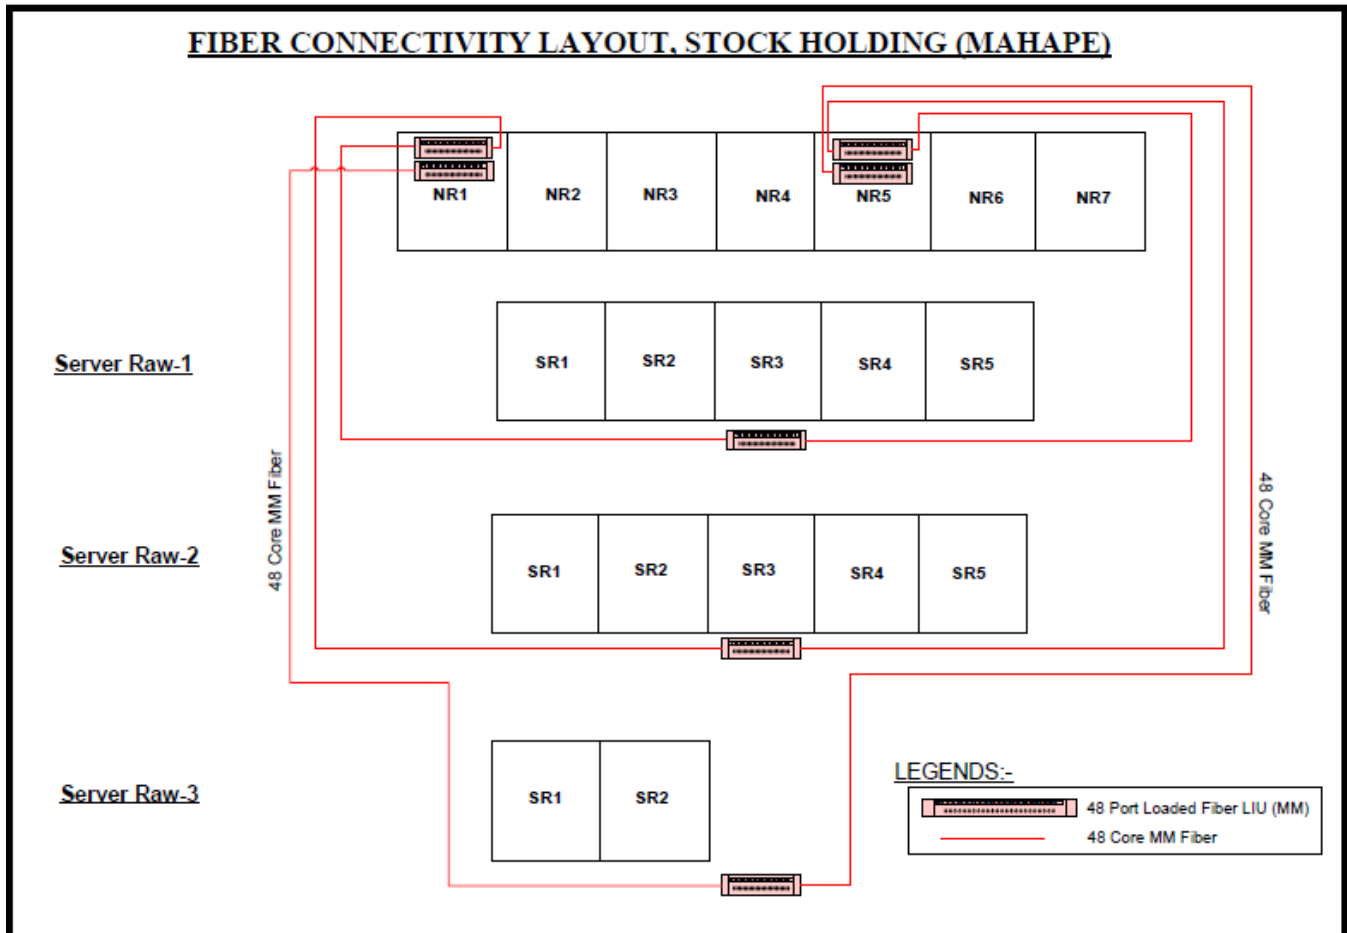 FIBER CONNECTIVITY LAYOUT, STOCK HOLDING (MAHAPE)
NR1 NR2 NR3 NR4 NR5 NR6 NR7
Server Raw-1
SR1 SR2 SR3 SR4 SR5
48 Core MM Fiber
48 Core MM Fiber
Server Raw-2
SR1 SR2 SR3 SR4 SR5
Server Raw-3
SR1 SR2
LEGENDS:-
48 Port Loaded Fiber LIU (MM)
48 Core MM Fiber